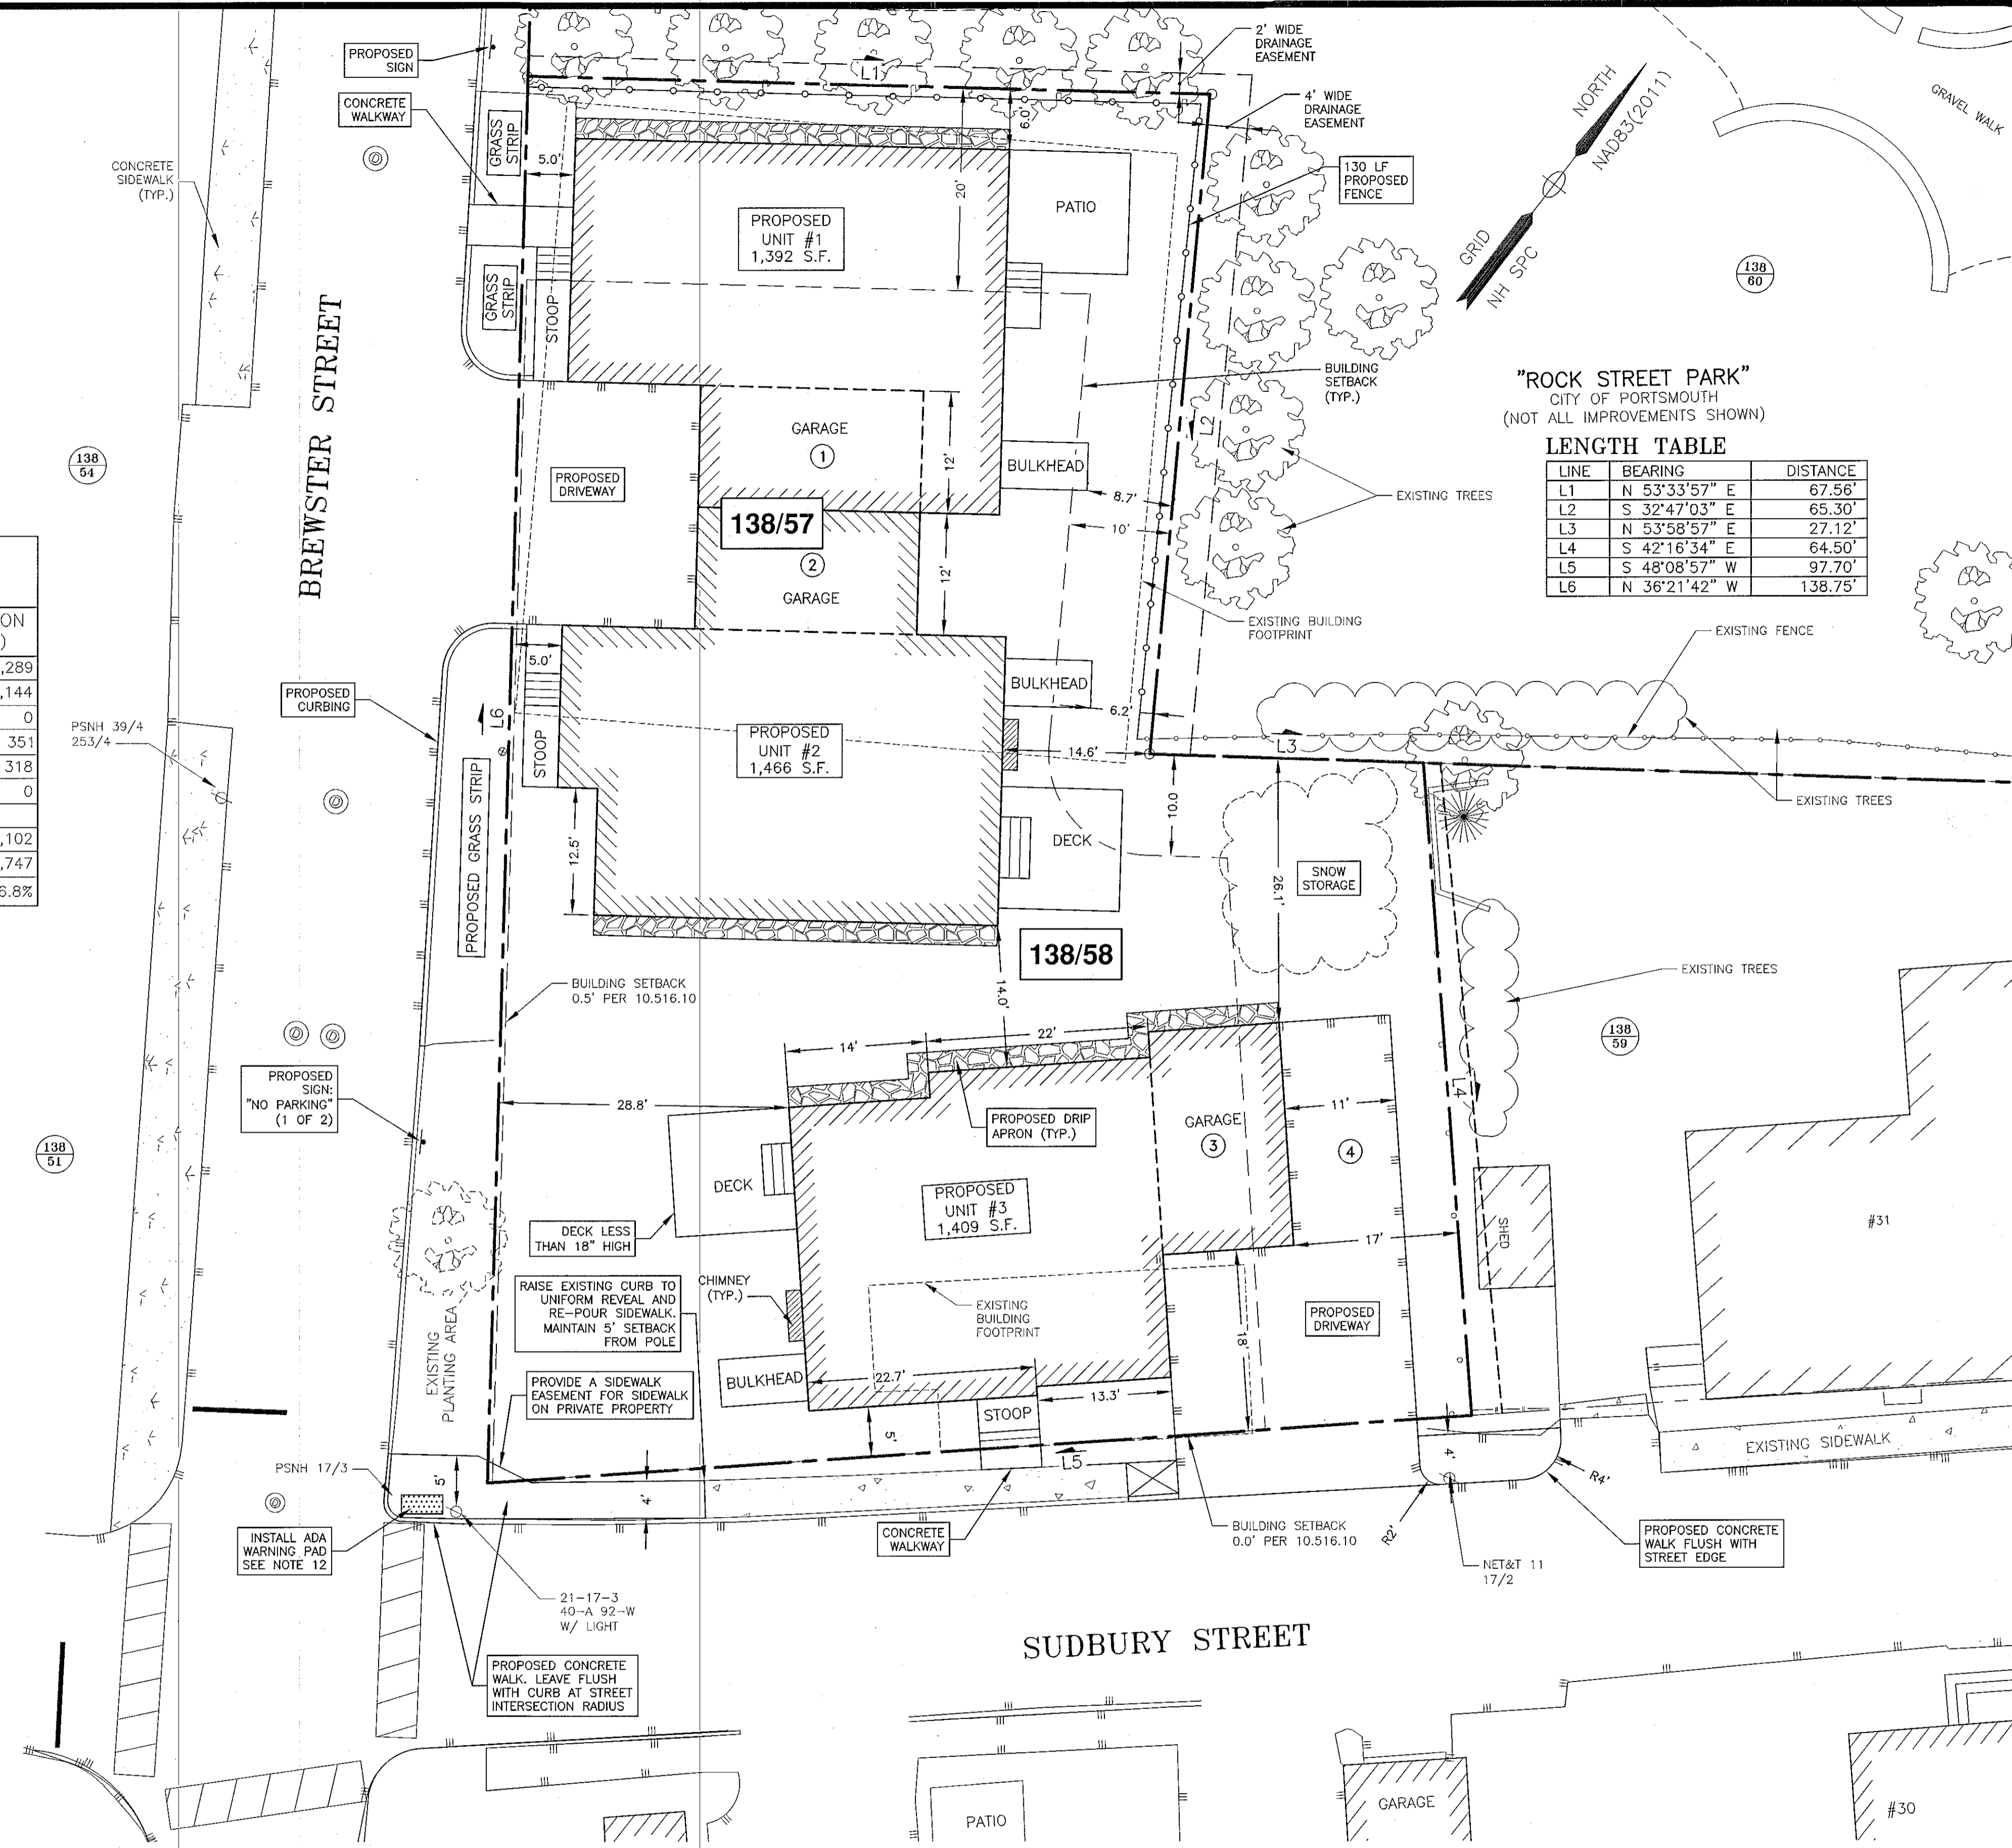 PROPOSED
SIGN
CONCRETE
WALKWAY
CONCRETE
SIDEWALK
(TYP.)
GRASS
STRIP
5.0'
L1
6.0'
20'
2' WIDE
DRAINAGE
EASEMENT
4' WIDE
DRAINAGE
EASEMENT
130 LF
PROPOSED
FENCE
NORTH
NAD83(2011)
GRID
NH SPC
GRAVEL WALK
138
60
PROPOSED
UNIT #1
1,392 S.F.
PATIO
GRASS
STRIP
STOOP
BREWSTER STREET
BUILDING
SETBACK
(TYP.)
L2
"ROCK STREET PARK"
CITY OF PORTSMOUTH
(NOT ALL IMPROVEMENTS SHOWN)
LENGTH TABLE
LINE BEARING DISTANCE
L1 N 53°33'57" E 67.56'
L2 S 32°47'03" E 65.30'
L3 N 53°58'57" E 27.12'
L4 S 42°16'34" E 64.50'
L5 S 48°08'57" W 97.70'
L6 N 36°21'42" W 138.75'
138
54
GARAGE
1
12'
BULKHEAD
8.7'
10'
EXISTING TREES
PROPOSED
DRIVEWAY
138/57
2
GARAGE
12'
EXISTING BUILDING
FOOTPRINT
EXISTING FENCE
ON
)
,289
,144
0
351
318
0
,102
,747
6.8%
PROPOSED
CURBING
5.0'
BULKHEAD
6.2'
L6
STOOP
PSNH 39/4
253/4
PROPOSED
UNIT #2
1,466 S.F.
14.6'
L3
10.0
EXISTING TREES
PROPOSED GRASS STRIP
12.5'
DECK
SNOW
STORAGE
26.1'
138/58
EXISTING TREES
BUILDING SETBACK
0.5' PER 10.516.10
14.0'
138
59
14'
22'
PROPOSED
SIGN:
"NO PARKING"
(1 OF 2)
28.8'
PROPOSED DRIP
APRON (TYP.)
GARAGE
3
11'
4
L4
138
51
DECK
PROPOSED
UNIT #3
1,409 S.F.
DECK LESS
THAN 18" HIGH
17'
SHED
#31
RAISE EXISTING CURB TO
UNIFORM REVEAL AND
RE-POUR SIDEWALK.
MAINTAIN 5' SETBACK
FROM POLE
CHIMNEY
(TYP.)
EXISTING
BUILDING
FOOTPRINT
18'
PROPOSED
DRIVEWAY
EXISTING
PLANTING AREA
BULKHEAD
22.7'
13.3'
PROVIDE A SIDEWALK
EASEMENT FOR SIDEWALK
ON PRIVATE PROPERTY
5'
STOOP
L5
EXISTING SIDEWALK
PSNH 17/3
5'
4'
4'
R4'
R2'
INSTALL ADA
WARNING PAD
SEE NOTE 12
CONCRETE
WALKWAY
BUILDING SETBACK
0.0' PER 10.516.10
PROPOSED CONCRETE
WALK FLUSH WITH
STREET EDGE
NET&T 11
17/2
21-17-3
40-A 92-W
W/ LIGHT
SUDBURY STREET
PROPOSED CONCRETE
WALK. LEAVE FLUSH
WITH CURB AT STREET
INTERSECTION RADIUS
PATIO
GARAGE
#30